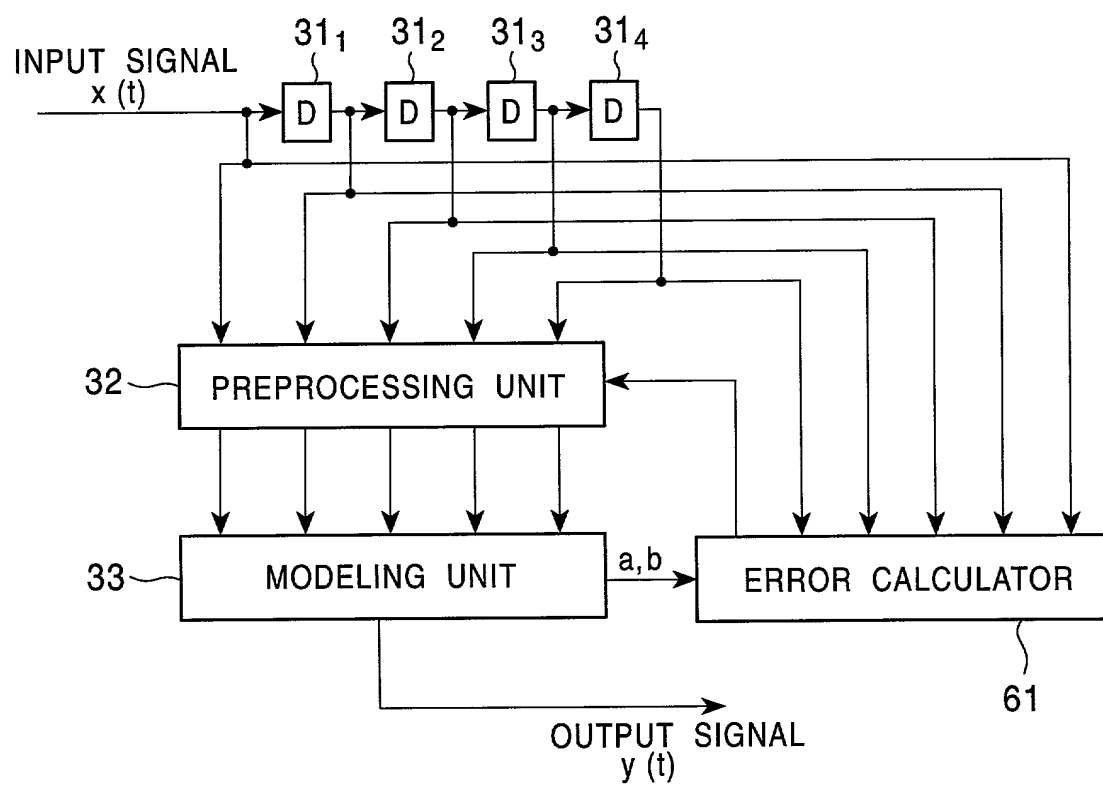 31₁ 31₂ 31₃ 31₄
INPUT SIGNAL
x (t)
D D D D
32
PREPROCESSING UNIT
33
MODELING UNIT
a,b
ERROR CALCULATOR
61
OUTPUT SIGNAL
y (t)